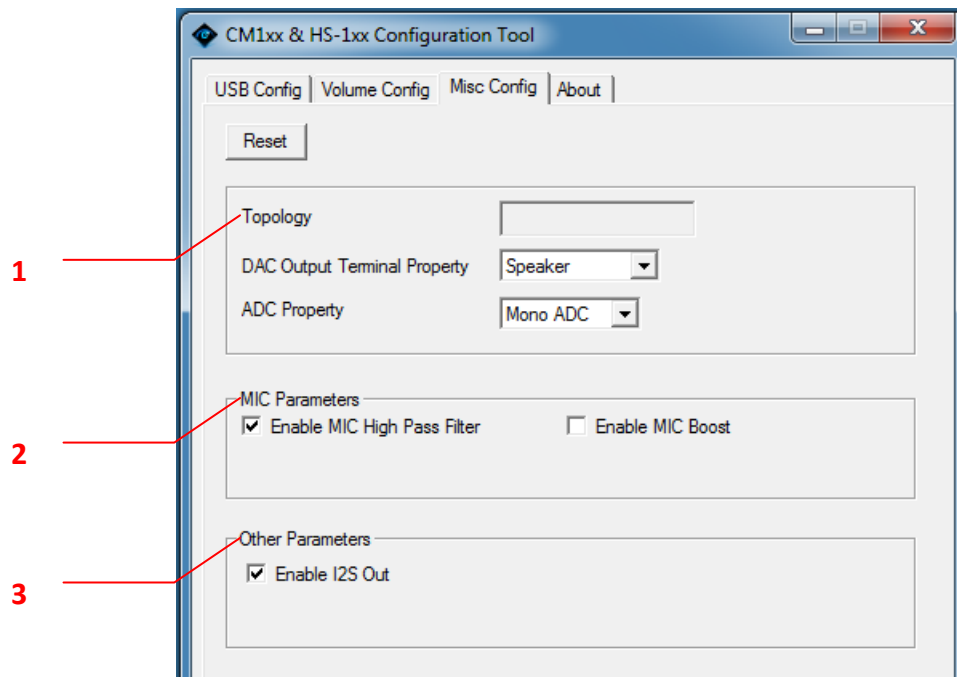 CM1xx & HS-1xx Configuration Tool
USB Config Volume Config Misc Config About
Reset
1
Topology
DAC Output Terminal Property Speaker
ADC Property Mono ADC
2
MIC Parameters
Enable MIC High Pass Filter Enable MIC Boost
3
Other Parameters
Enable I2S Out